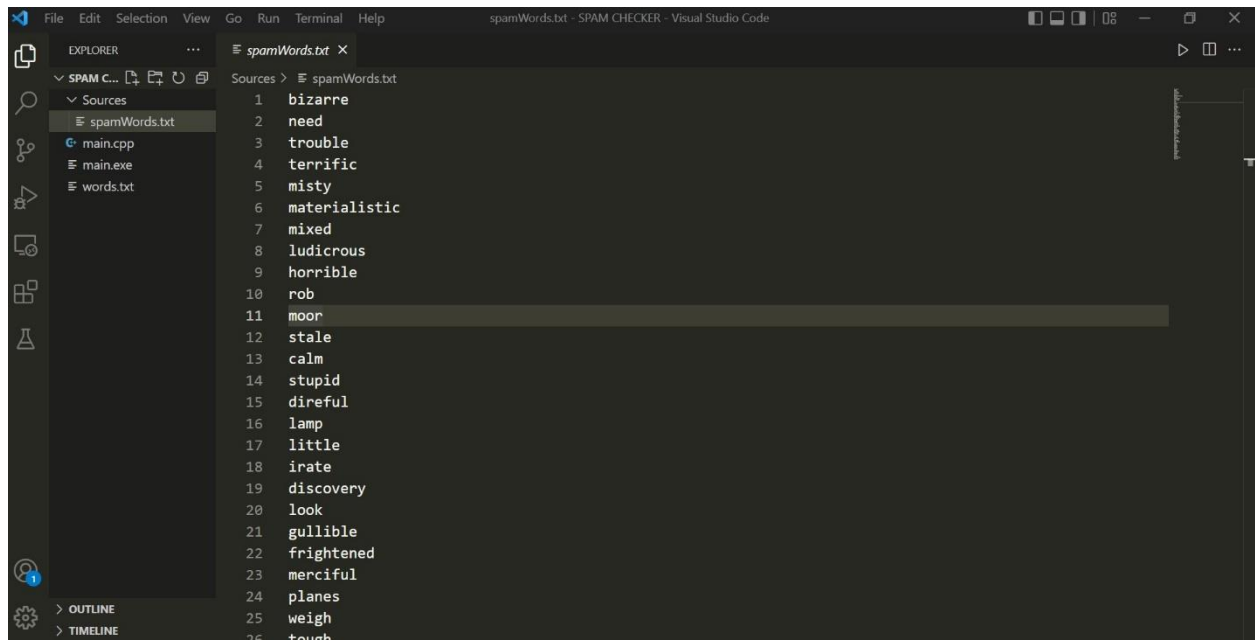 File Edit Selection View Go Run Terminal Help spamWords.txt - SPAM CHECKER - Visual Studio Code
EXPLORER ... spamWords.txt
SPAM C... Sources > spamWords.txt
Sources
spamWords.txt
main.cpp
main.exe
words.txt
1 bizarre
2 need
3 trouble
4 terrific
5 misty
6 materialistic
7 mixed
8 ludicrous
9 horrible
10 rob
11 moor
12 stale
13 calm
14 stupid
15 direful
16 lamp
17 little
18 irate
19 discovery
20 look
21 gullible
22 frightened
23 merciful
24 planes
25 weigh
26 tough
1
OUTLINE
TIMELINE